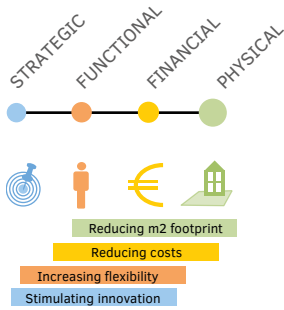 STRATEGIC
FUNCTIONAL
FINANCIAL
PHYSICAL
Reducing m2 footprint
Reducing costs
Increasing flexibility
Stimulating innovation